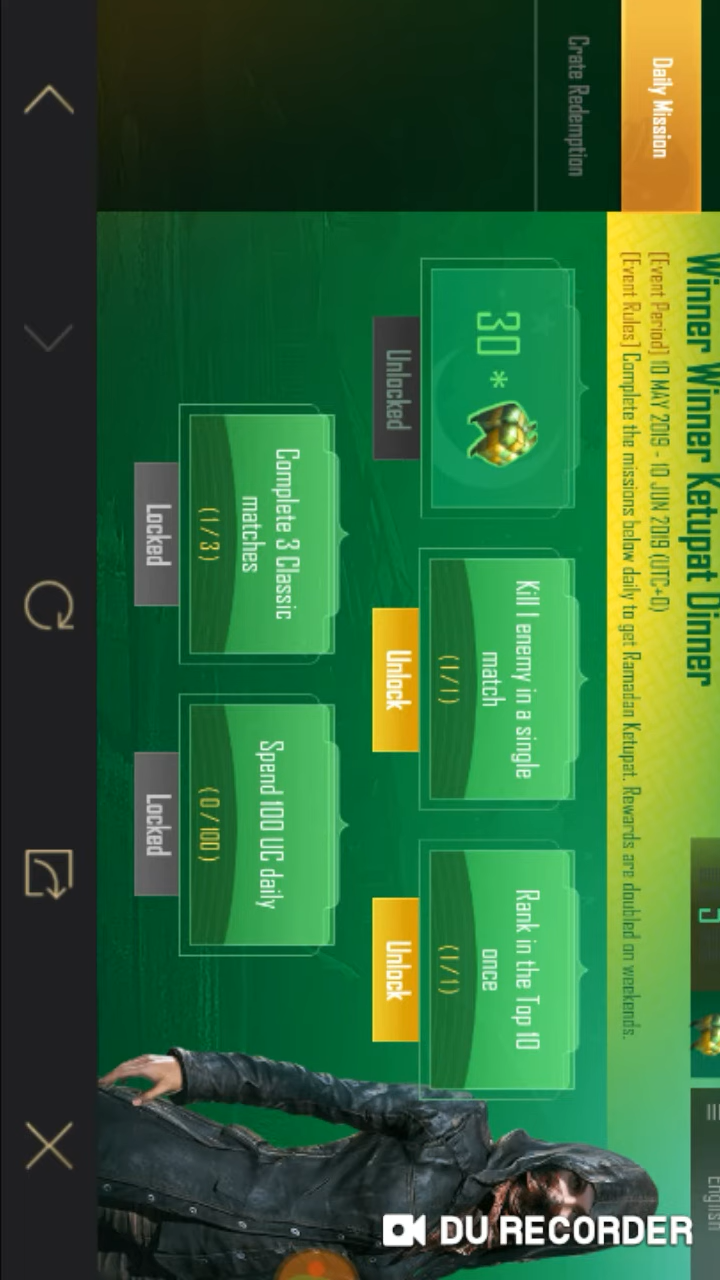 Winner Winner Ketupat Dinner
[Event Period] 10 MAY 2019 - 10 JUN 2019 (UTC+0)
[Event Rules] Complete the missions below daily to get Ramadan Ketupat. Rewards are doubled on weekends.
English
Daily Mission
Crate Redemption
30 *
Unlocked
Kill 1 enemy in a single
match
(1/1)
Unlock
Rank in the Top 10
once
(1/1)
Unlock
Complete 3 Classic
matches
(1/3)
Locked
Spend 100 UC daily
(0/100)
Locked
DU RECORDER